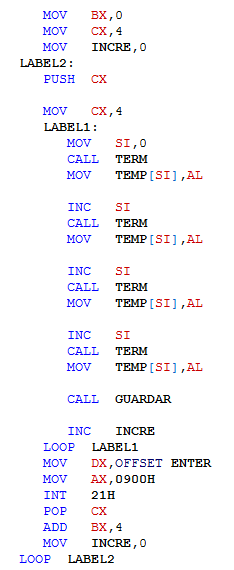 MOV BX,0
MOV CX,4
MOV INCRE,0
LABEL2:
PUSH CX
MOV CX,4
LABEL1:
MOV SI,0
CALL TERM
MOV TEMP[SI],AL
INC SI
CALL TERM
MOV TEMP[SI],AL
INC SI
CALL TERM
MOV TEMP[SI],AL
INC SI
CALL TERM
MOV TEMP[SI],AL
CALL GUARDAR
INC INCRE
LOOP LABEL1
MOV DX,OFFSET ENTER
MOV AX,0900H
INT 21H
POP CX
ADD BX,4
MOV INCRE,0
LOOP LABEL2